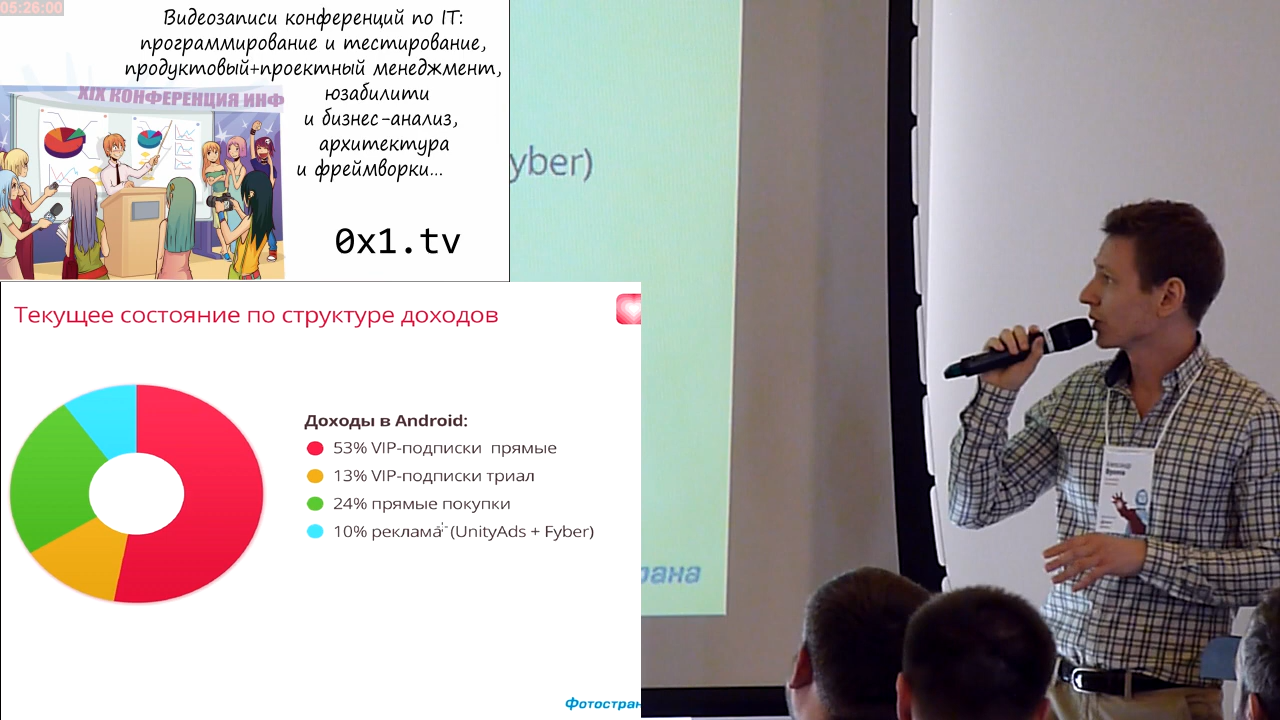 05:26:00
Видеозаписи конференций по IT:
программирование и тестирование,
продуктовый+проектный менеджмент,
юзабилити
и бизнес-анализ,
архитектура
и фреймворки...
XIX КОНФЕРЕНЦИЯ ИНФ
0x1.tv
yber)
рана
Текущее состояние по структуре доходов
Доходы в Android:
53% VIP-подписки прямые
13% VIP-подписки триал
24% прямые покупки
10% реклама (UnityAds + Fyber)
Фотостран
Александр